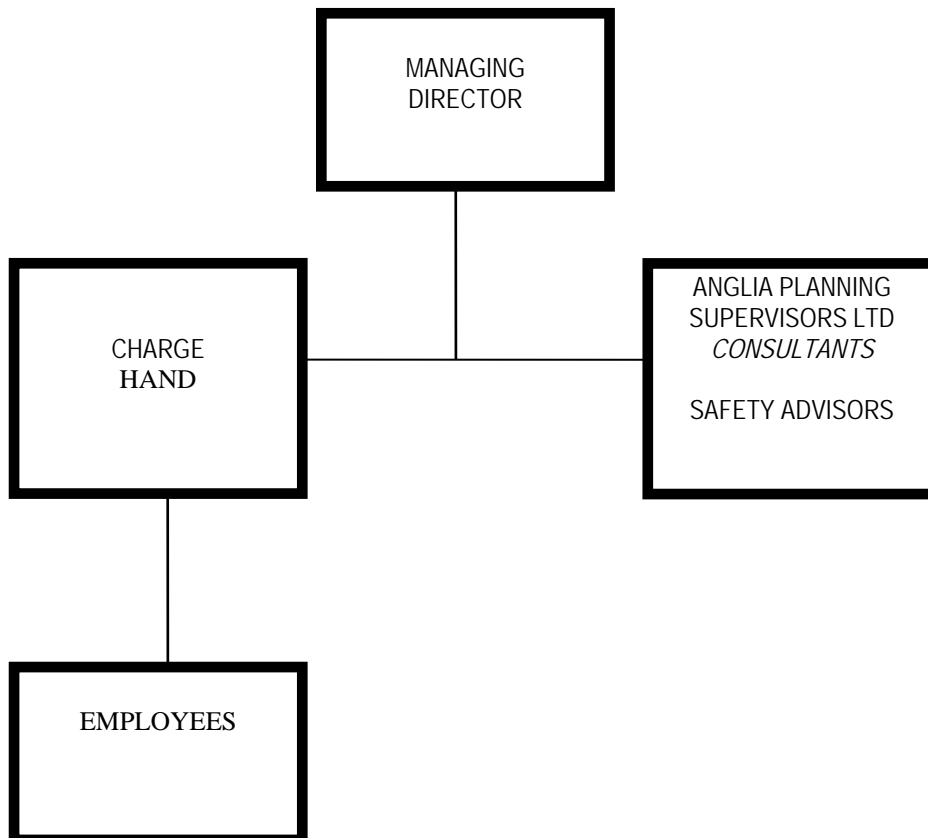 MANAGING
DIRECTOR
CHARGE
HAND
ANGLIA PLANNING
SUPERVISORS LTD
CONSULTANTS
SAFETY ADVISORS
EMPLOYEES